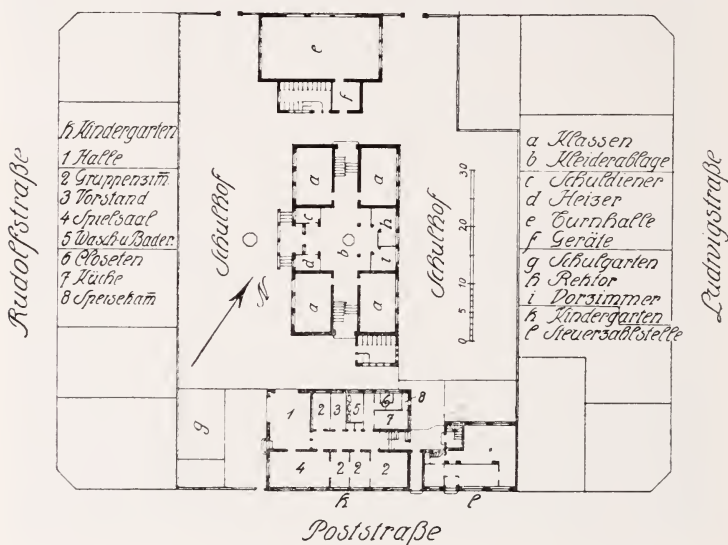 e
f
k Kindergarten
1 Halle
2 Gruppenzim̅
3 Vorstand
4 Spielsaal
5 Wasch u Bader.
6 Closeten
7 Küche
8 Speisekam̅
a Klassen
b Kleiderablage
c Schuldiener
d Heizer
e Turnhalle
f Geräte
g Schulgarten
h Rektor
i Vorzimmer
k Kindergarten
l Steuerzahlstelle
Rudolfstraße
Schulhof
N
a a
c h
b
d i
a a
Schulhof
30
20
10
5
0
Ludwigstraße
g
1 2 3 5 6 8
7
4 2 2 2
k l
Poststraße